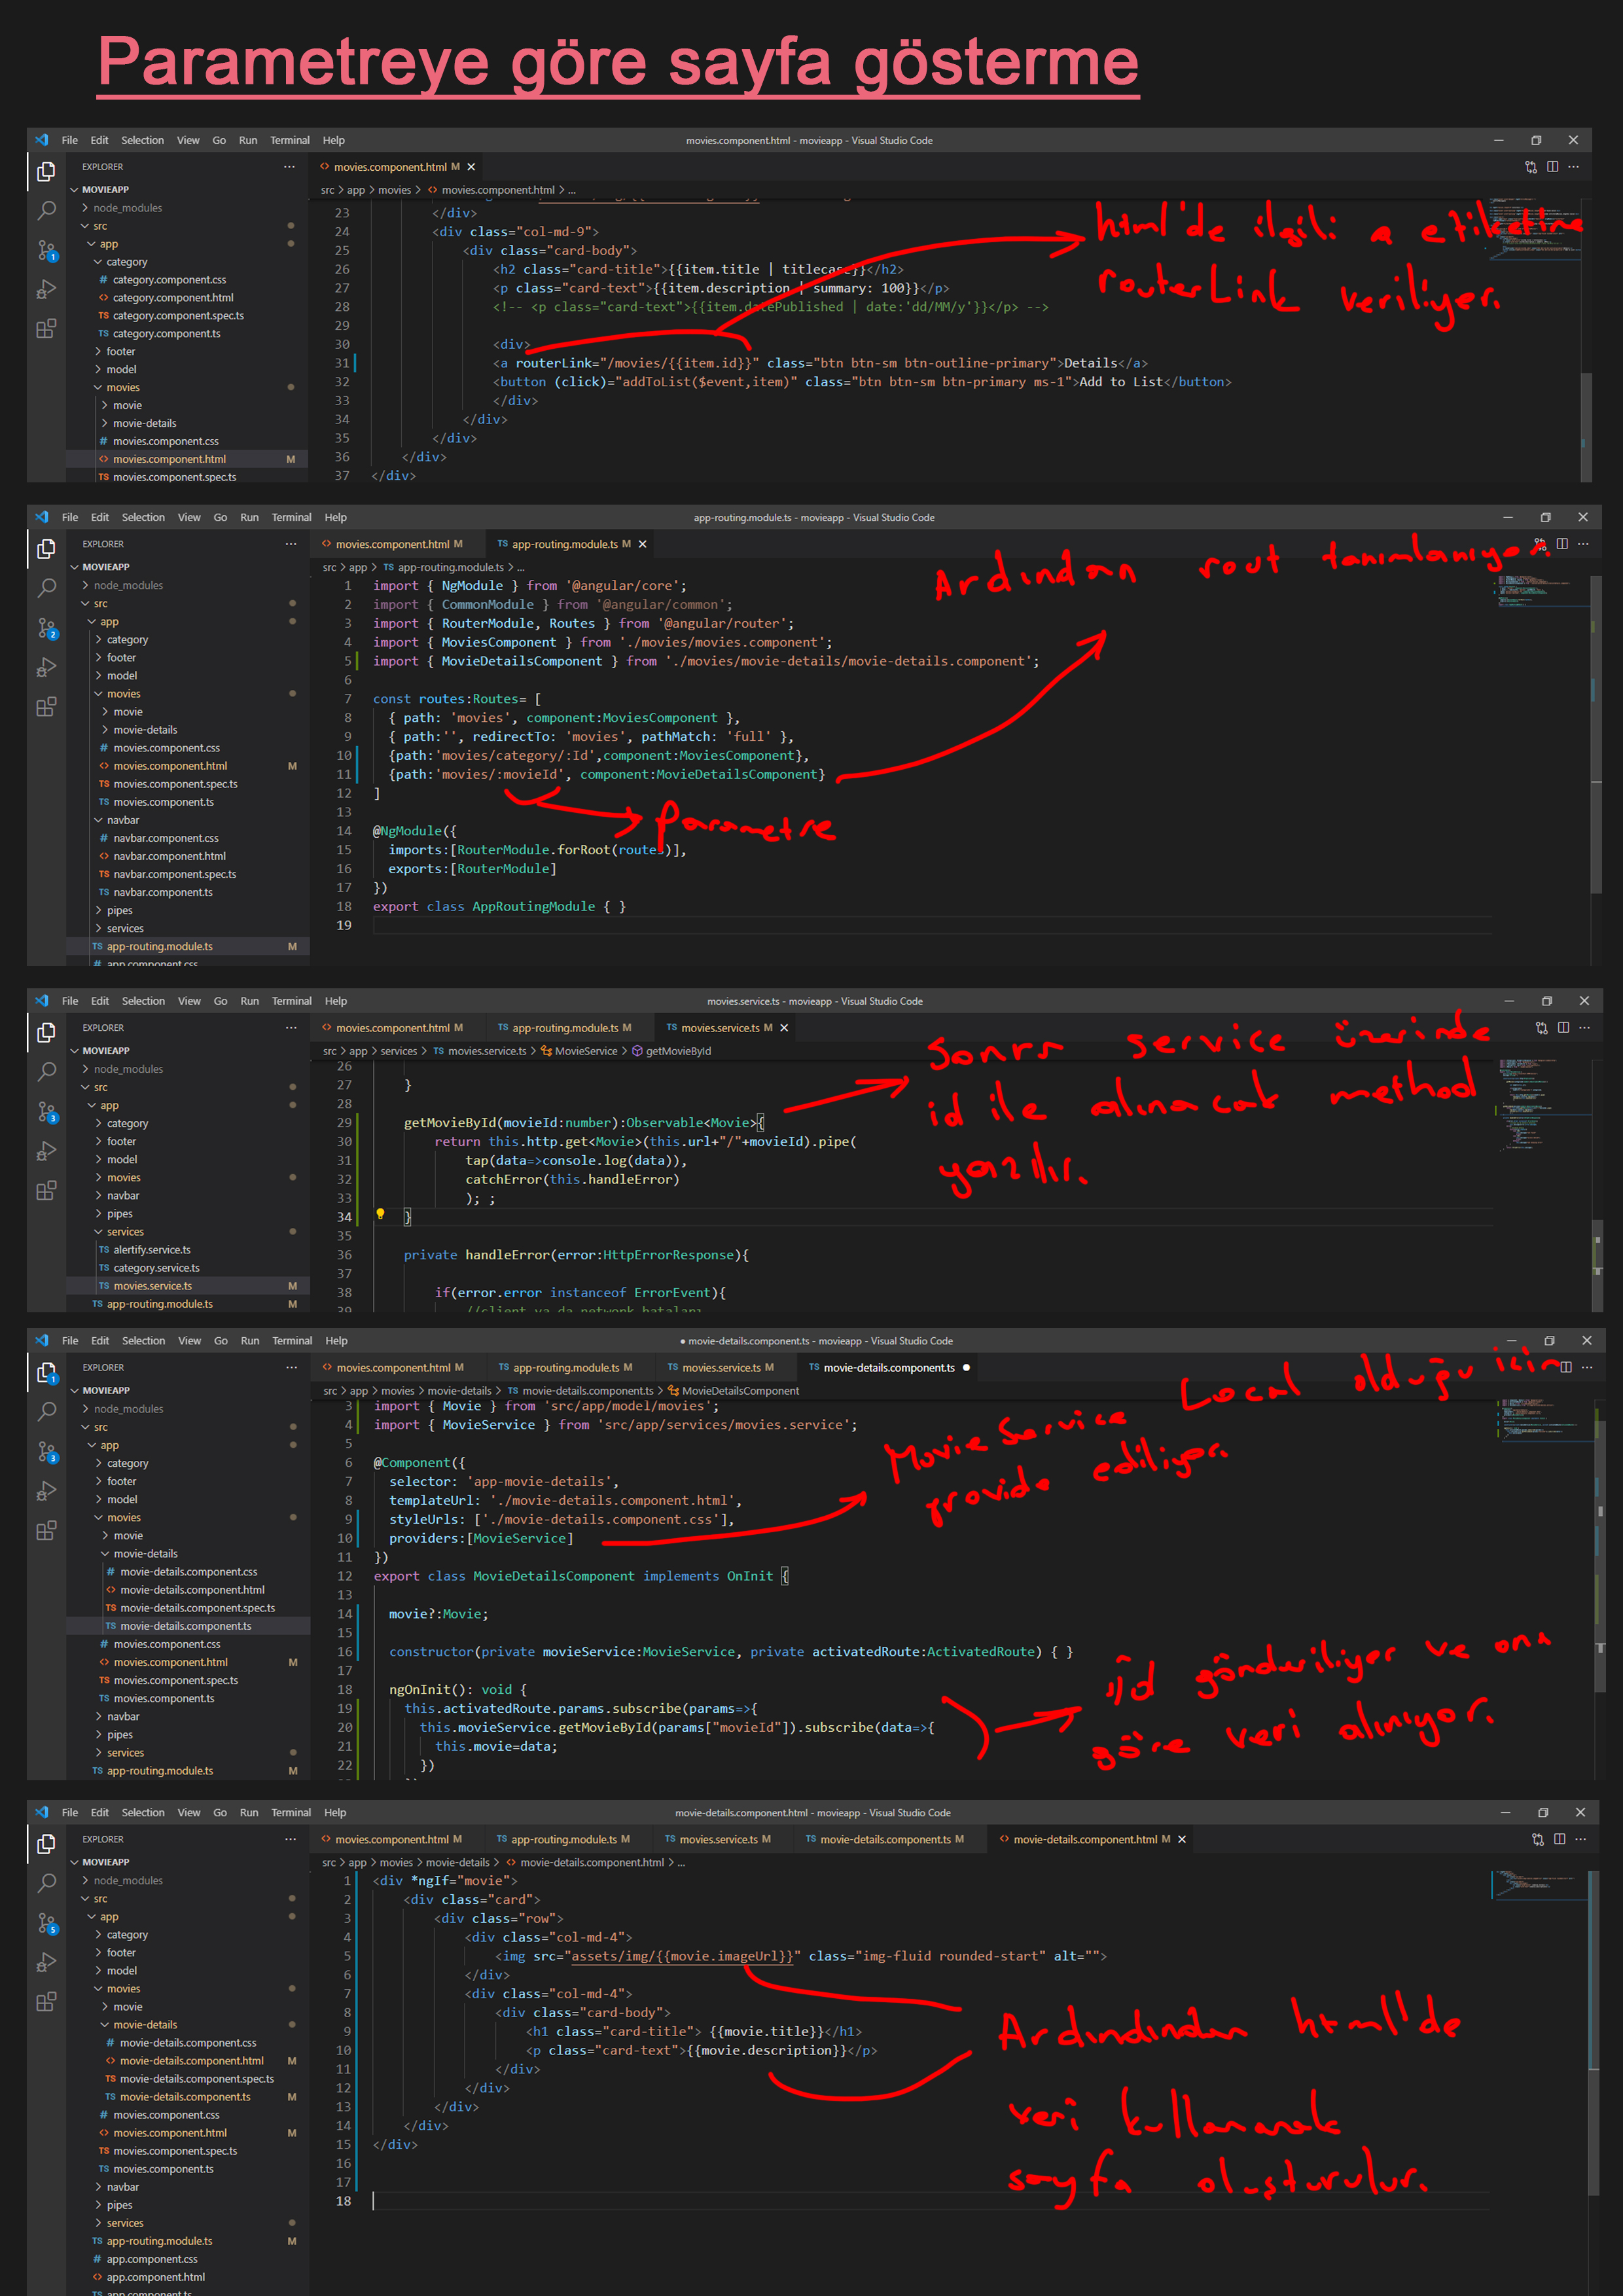 Parametreye göre sayfa gösterme
File Edit Selection View Go Run Terminal Help
movies.component.html - movieapp - Visual Studio Code
EXPLORER
movies.component.html M
MOVIEAPP
src > app > movies > movies.component.html > ...
node_modules
src
app
category
category.component.css
category.component.html
category.component.spec.ts
category.component.ts
footer
model
movies
movie
movie-details
movies.component.css
movies.component.html M
movies.component.spec.ts
23 </div>
24 <div class="col-md-9">
25 <div class="card-body">
26 <h2 class="card-title">{{item.title | titlecase}}</h2>
27 <p class="card-text">{{item.description | summary: 100}}</p>
28 <!-- <p class="card-text">{{item.datePublished | date:'dd/MM/y'}}</p> -->
29
30 <div>
31 <a routerLink="/movies/{{item.id}}" class="btn btn-sm btn-outline-primary">Details</a>
32 <button (click)="addToList($event,item)" class="btn btn-sm btn-primary ms-1">Add to List</button>
33 </div>
34 </div>
35 </div>
36 </div>
37 </div>
html'de ilgili a etiketine
routerLink veriliyor.
File Edit Selection View Go Run Terminal Help
app-routing.module.ts - movieapp - Visual Studio Code
EXPLORER
movies.component.html M app-routing.module.ts M
MOVIEAPP
src > app > app-routing.module.ts > ...
node_modules
src
app
category
footer
model
movies
movie
movie-details
movies.component.css
movies.component.html M
movies.component.spec.ts
movies.component.ts
navbar
navbar.component.css
navbar.component.html
navbar.component.spec.ts
navbar.component.ts
pipes
services
app-routing.module.ts M
app.component.css
1 import { NgModule } from '@angular/core';
2 import { CommonModule } from '@angular/common';
3 import { RouterModule, Routes } from '@angular/router';
4 import { MoviesComponent } from './movies/movies.component';
5 import { MovieDetailsComponent } from './movies/movie-details/movie-details.component';
6
7 const routes:Routes= [
8 { path: 'movies', component:MoviesComponent },
9 { path:'', redirectTo: 'movies', pathMatch: 'full' },
10 {path:'movies/category/:Id',component:MoviesComponent},
11 {path:'movies/:movieId', component:MovieDetailsComponent}
12 ]
13
14 @NgModule({
15 imports:[RouterModule.forRoot(routes)],
16 exports:[RouterModule]
17 })
18 export class AppRoutingModule { }
19
Ardından rout tanımlanıyor.
Parametre
File Edit Selection View Go Run Terminal Help
movies.service.ts - movieapp - Visual Studio Code
EXPLORER
movies.component.html M app-routing.module.ts M movies.service.ts M
MOVIEAPP
src > app > services > movies.service.ts > MovieService > getMovieById
node_modules
src
app
category
footer
model
movies
navbar
pipes
services
alertify.service.ts
category.service.ts
movies.service.ts M
app-routing.module.ts M
26
27 }
28
29 getMovieById(movieId:number):Observable<Movie>{
30 return this.http.get<Movie>(this.url+"/"+movieId).pipe(
31 tap(data=>console.log(data)),
32 catchError(this.handleError)
33 ); ;
34 }
35
36 private handleError(error:HttpErrorResponse){
37
38 if(error.error instanceof ErrorEvent){
39 //client ya da network hataları
Sonra service üzerinde
id ile alınacak method
yazılır.
File Edit Selection View Go Run Terminal Help
● movie-details.component.ts - movieapp - Visual Studio Code
EXPLORER
movies.component.html M app-routing.module.ts M movies.service.ts M movie-details.component.ts ●
MOVIEAPP
src > app > movies > movie-details > movie-details.component.ts > MovieDetailsComponent
node_modules
src
app
category
footer
model
movies
movie
movie-details
movie-details.component.css
movie-details.component.html
movie-details.component.spec.ts
movie-details.component.ts
movies.component.css
movies.component.html M
movies.component.spec.ts
movies.component.ts
navbar
pipes
services
app-routing.module.ts M
3 import { Movie } from 'src/app/model/movies';
4 import { MovieService } from 'src/app/services/movies.service';
5
6 @Component({
7 selector: 'app-movie-details',
8 templateUrl: './movie-details.component.html',
9 styleUrls: ['./movie-details.component.css'],
10 providers:[MovieService]
11 })
12 export class MovieDetailsComponent implements OnInit {
13
14 movie?:Movie;
15
16 constructor(private movieService:MovieService, private activatedRoute:ActivatedRoute) { }
17
18 ngOnInit(): void {
19 this.activatedRoute.params.subscribe(params=>{
20 this.movieService.getMovieById(params["movieId"]).subscribe(data=>{
21 this.movie=data;
22 })
Movie Service Local olduğu için
provide ediliyor.
id gönderiliyor ve ona
göre veri alınıyor.
File Edit Selection View Go Run Terminal Help
movie-details.component.html - movieapp - Visual Studio Code
EXPLORER
movies.component.html M app-routing.module.ts M movies.service.ts M movie-details.component.ts M movie-details.component.html M
MOVIEAPP
src > app > movies > movie-details > movie-details.component.html > ...
node_modules
src
app
category
footer
model
movies
movie
movie-details
movie-details.component.css
movie-details.component.html M
movie-details.component.spec.ts
movie-details.component.ts M
movies.component.css
movies.component.html M
movies.component.spec.ts
movies.component.ts
navbar
pipes
services
app-routing.module.ts M
app.component.css
app.component.html
app.component.ts
1 <div *ngIf="movie">
2 <div class="card">
3 <div class="row">
4 <div class="col-md-4">
5 <img src="assets/img/{{movie.imageUrl}}" class="img-fluid rounded-start" alt="">
6 </div>
7 <div class="col-md-4">
8 <div class="card-body">
9 <h1 class="card-title"> {{movie.title}}</h1>
10 <p class="card-text">{{movie.description}}</p>
11 </div>
12 </div>
13 </div>
14 </div>
15 </div>
16
17
18
Ardındından html'de
veri kullanarak
sayfa oluşturulur.